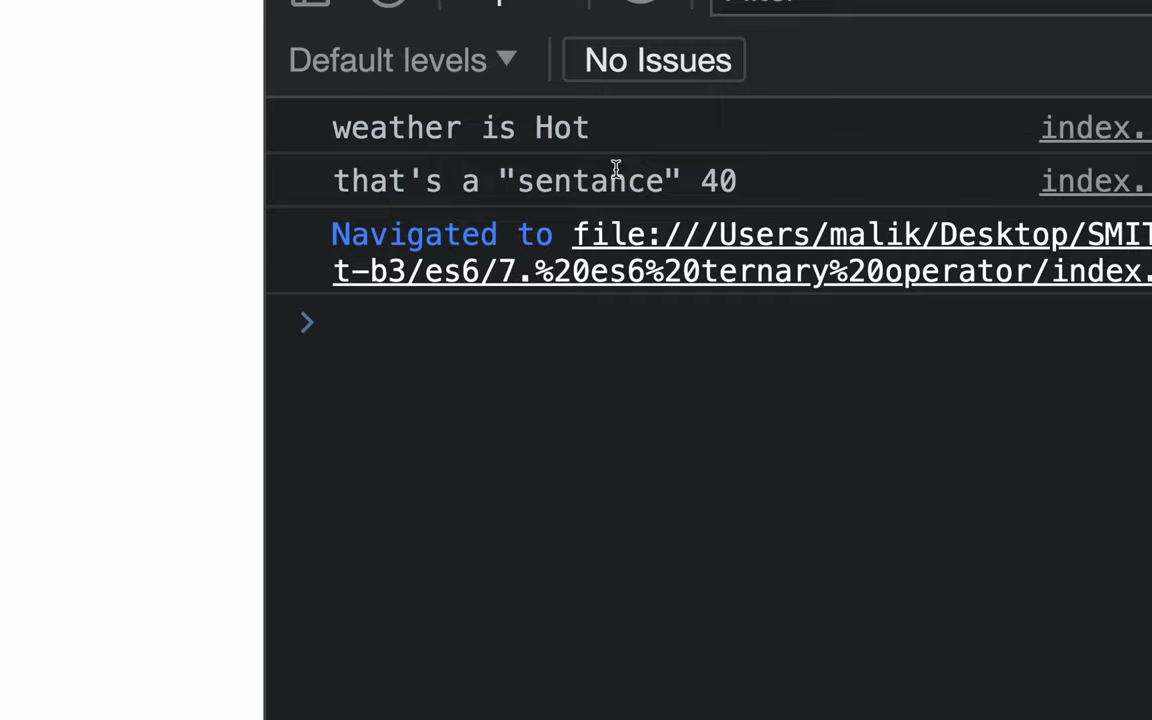 Default levels ▼ No Issues
weather is Hot index.
that's a "sentance" 40 index.
Navigated to file:///Users/malik/Desktop/SMIT
t-b3/es6/7.%20es6%20ternary%20operator/index.
>